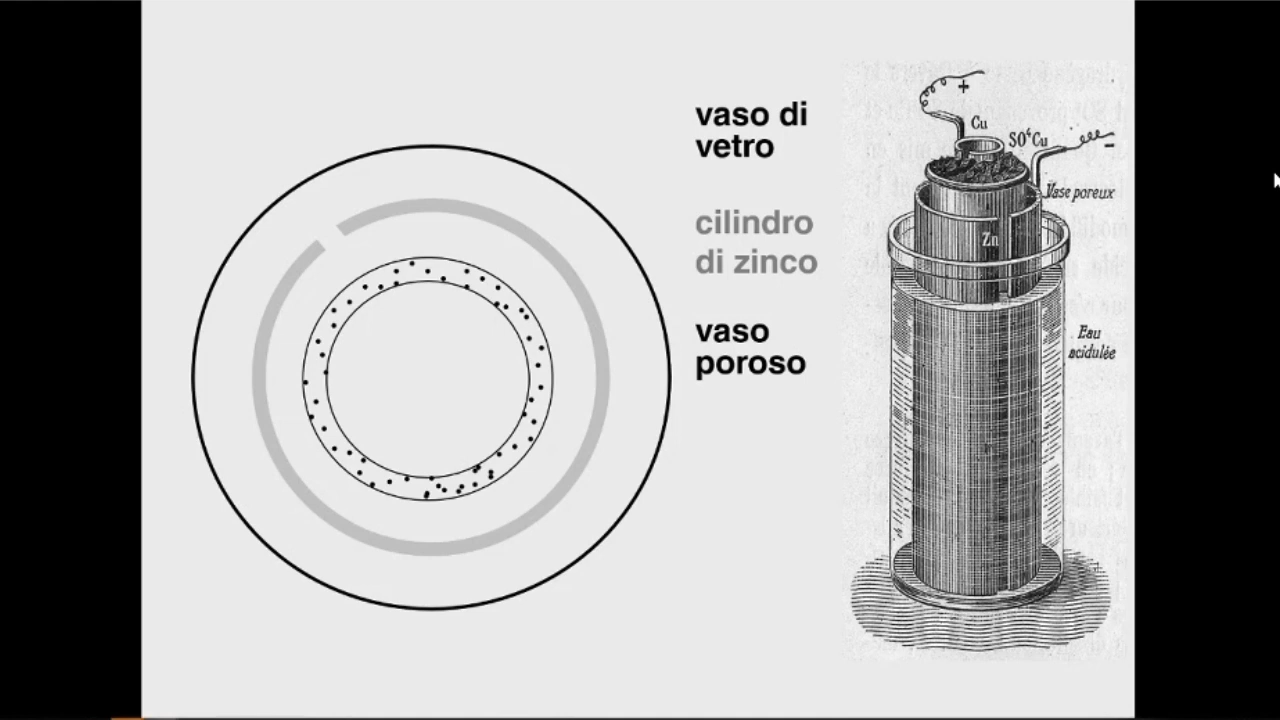 vaso di
vetro
cilindro
di zinco
vaso
poroso
+
Cu
SO⁴Cu
-
Vase poreux
Zn
Eau
acidulée